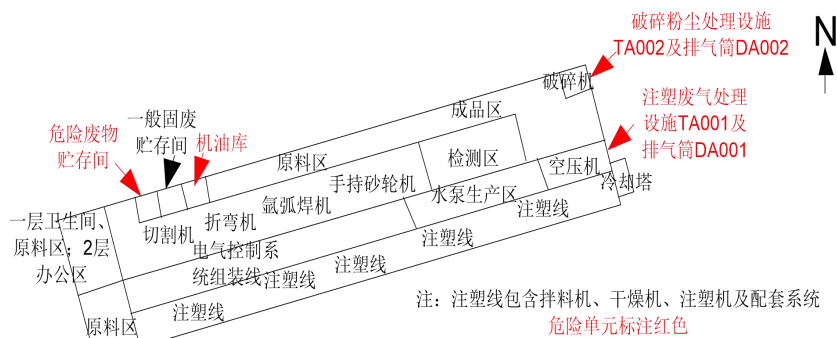 破碎粉尘处理设施
TA002及排气筒DA002
N
破碎机
注塑废气处理
设施TA001及
排气筒DA001
成品区
一般固废
贮存间
危险废物
贮存间
机油库
原料区
检测区
空压机
冷却塔
手持砂轮机
水泵生产区
氩弧焊机
注塑线
折弯机
切割机
一层卫生间、
原料区；2层
办公区
电气控制系
统组装线
注塑线
注塑线
注塑线
注塑线
原料区
注：注塑线包含拌料机、干燥机、注塑机及配套系统
危险单元标注红色